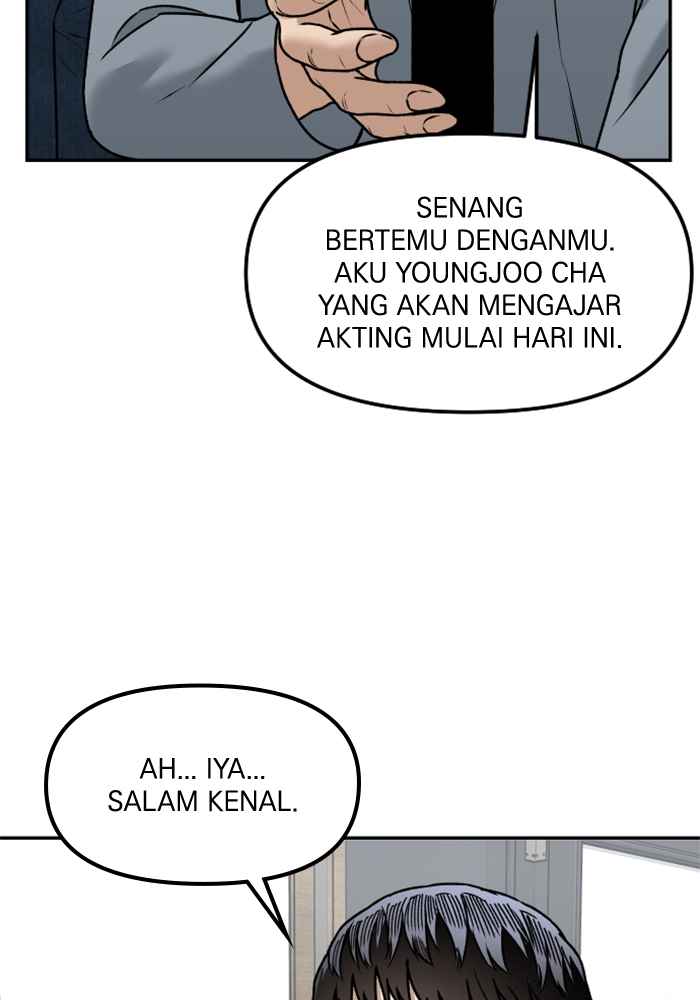 SENANG
BERTEMU DENGANMU.
AKU YOUNGJOO CHA
YANG AKAN MENGAJAR
AKTING MULAI HARI INI.
AH... IYA...
SALAM KENAL.